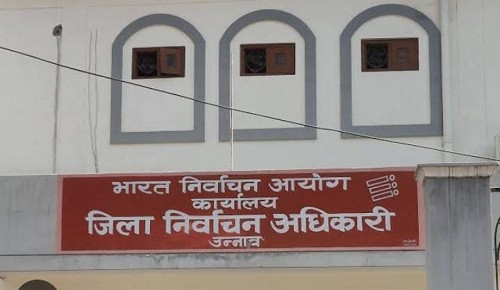 भारत निर्वाचन आयोग
कार्यालय
जिला निर्वाचन अधिकारी
उन्नाव